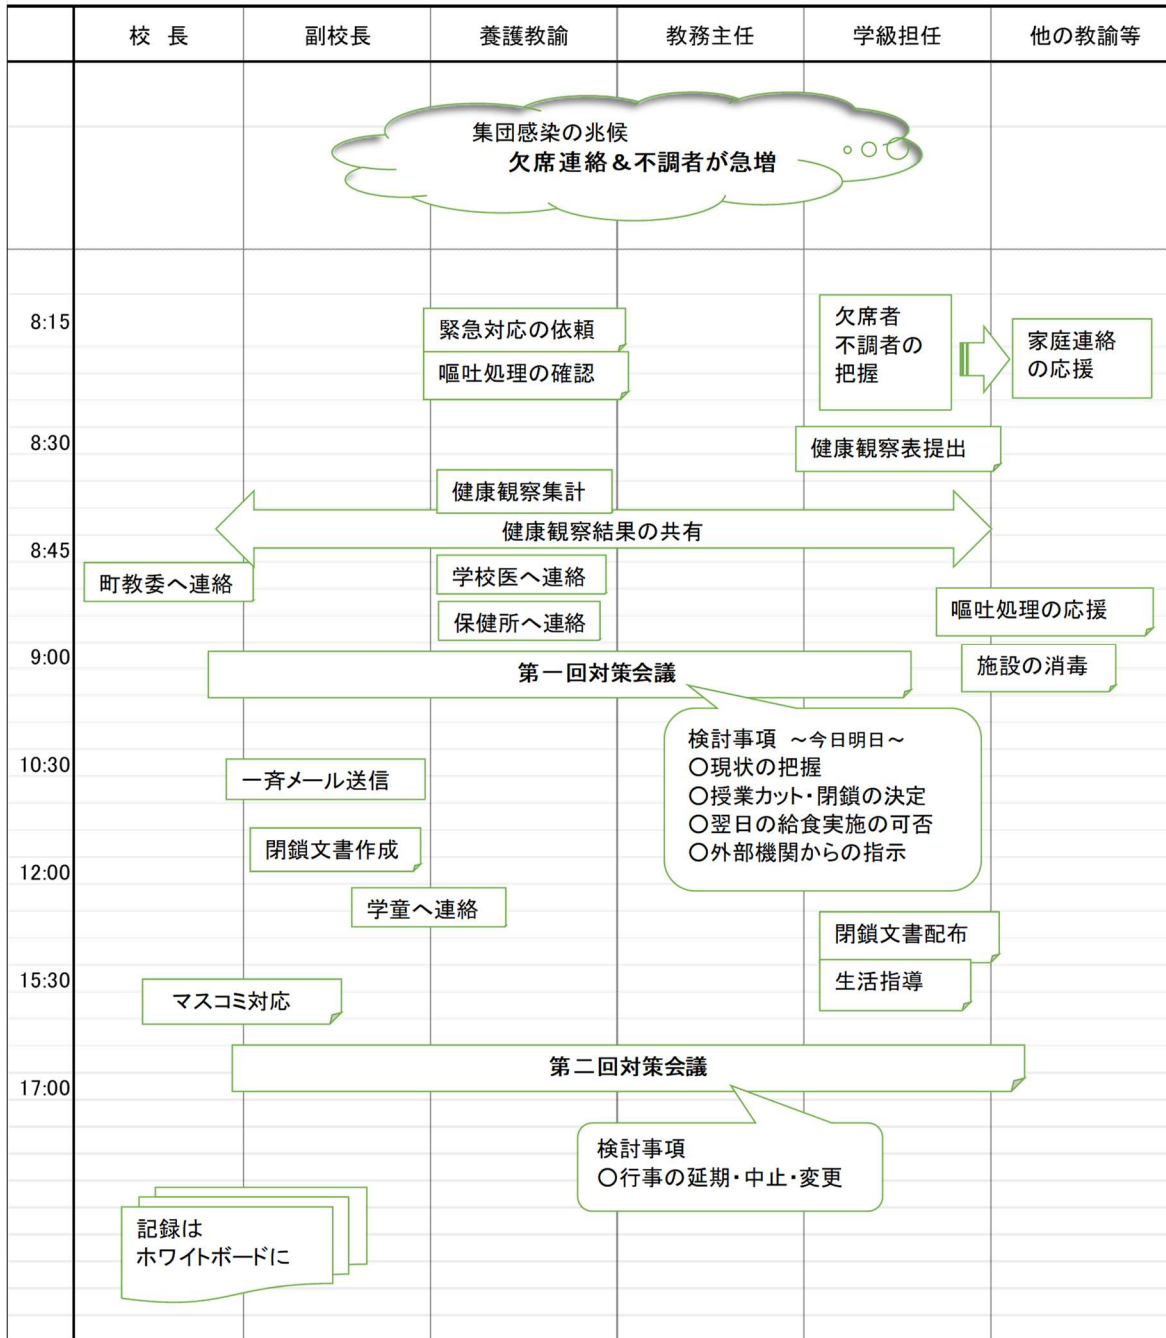 校 長 副校長 養護教諭 教務主任 学級担任 他の教諭等
集団感染の兆候
欠席連絡＆不調者が急増
8:15
緊急対応の依頼
嘔吐処理の確認
欠席者
不調者の
把握
家庭連絡
の応援
8:30
健康観察表提出
健康観察集計
健康観察結果の共有
8:45
町教委へ連絡
学校医へ連絡
保健所へ連絡
嘔吐処理の応援
9:00
第一回対策会議
施設の消毒
検討事項 ～今日明日～
〇現状の把握
〇授業カット・閉鎖の決定
〇翌日の給食実施の可否
〇外部機関からの指示
10:30
一斉メール送信
閉鎖文書作成
12:00
学童へ連絡
閉鎖文書配布
15:30
生活指導
マスコミ対応
第二回対策会議
17:00
検討事項
〇行事の延期・中止・変更
記録は
ホワイトボードに